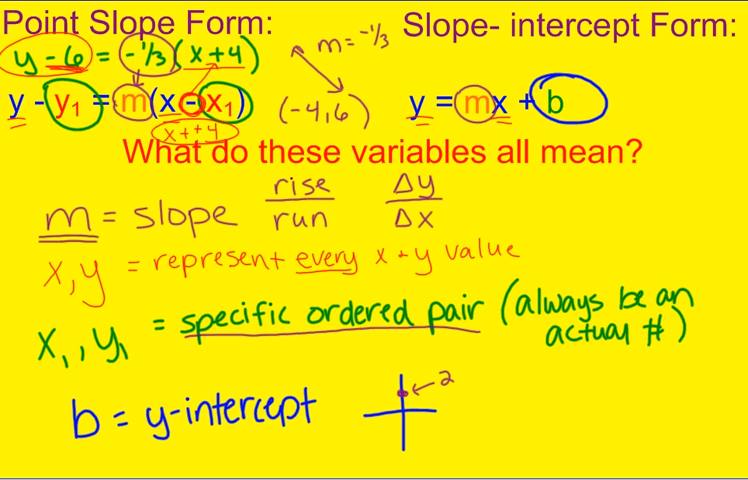 Point Slope Form:
Slope- intercept Form:
y - 6 = -1/3 (x + 4)
m = -1/3
y - y₁ = m(x - x₁)
(-4, 6)
y = mx + b
x + + 4
What do these variables all mean?
m = slope rise/run Δy/Δx
x, y = represent every x + y value
x₁, y₁ = specific ordered pair (always be an
actual #)
b = y-intercept
2